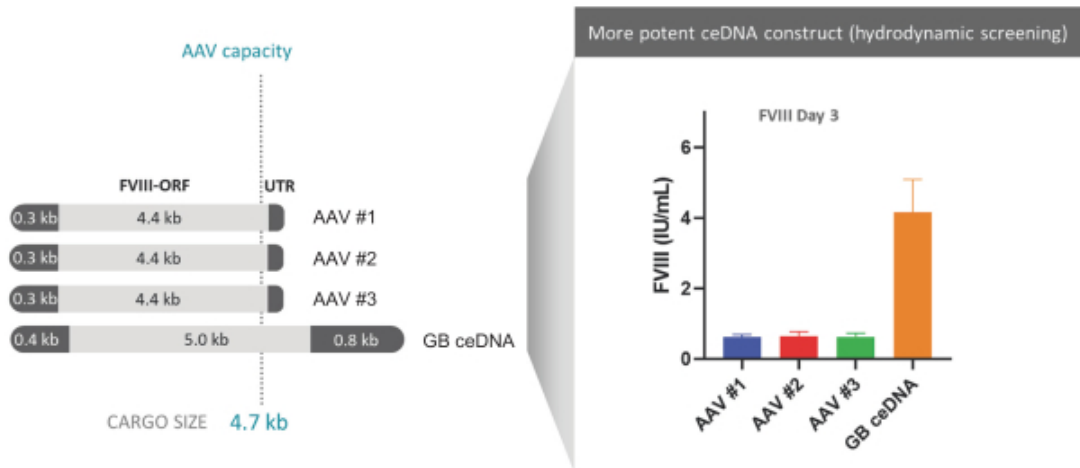 AAV capacity
FVIII-ORF UTR
0.3 kb 4.4 kb AAV #1
0.3 kb 4.4 kb AAV #2
0.3 kb 4.4 kb AAV #3
0.4 kb 5.0 kb 0.8 kb GB ceDNA
CARGO SIZE 4.7 kb
More potent ceDNA construct (hydrodynamic screening)
FVIII Day 3
FVIII (IU/mL)
6
4
2
0
AAV #1
AAV #2
AAV #3
GB ceDNA